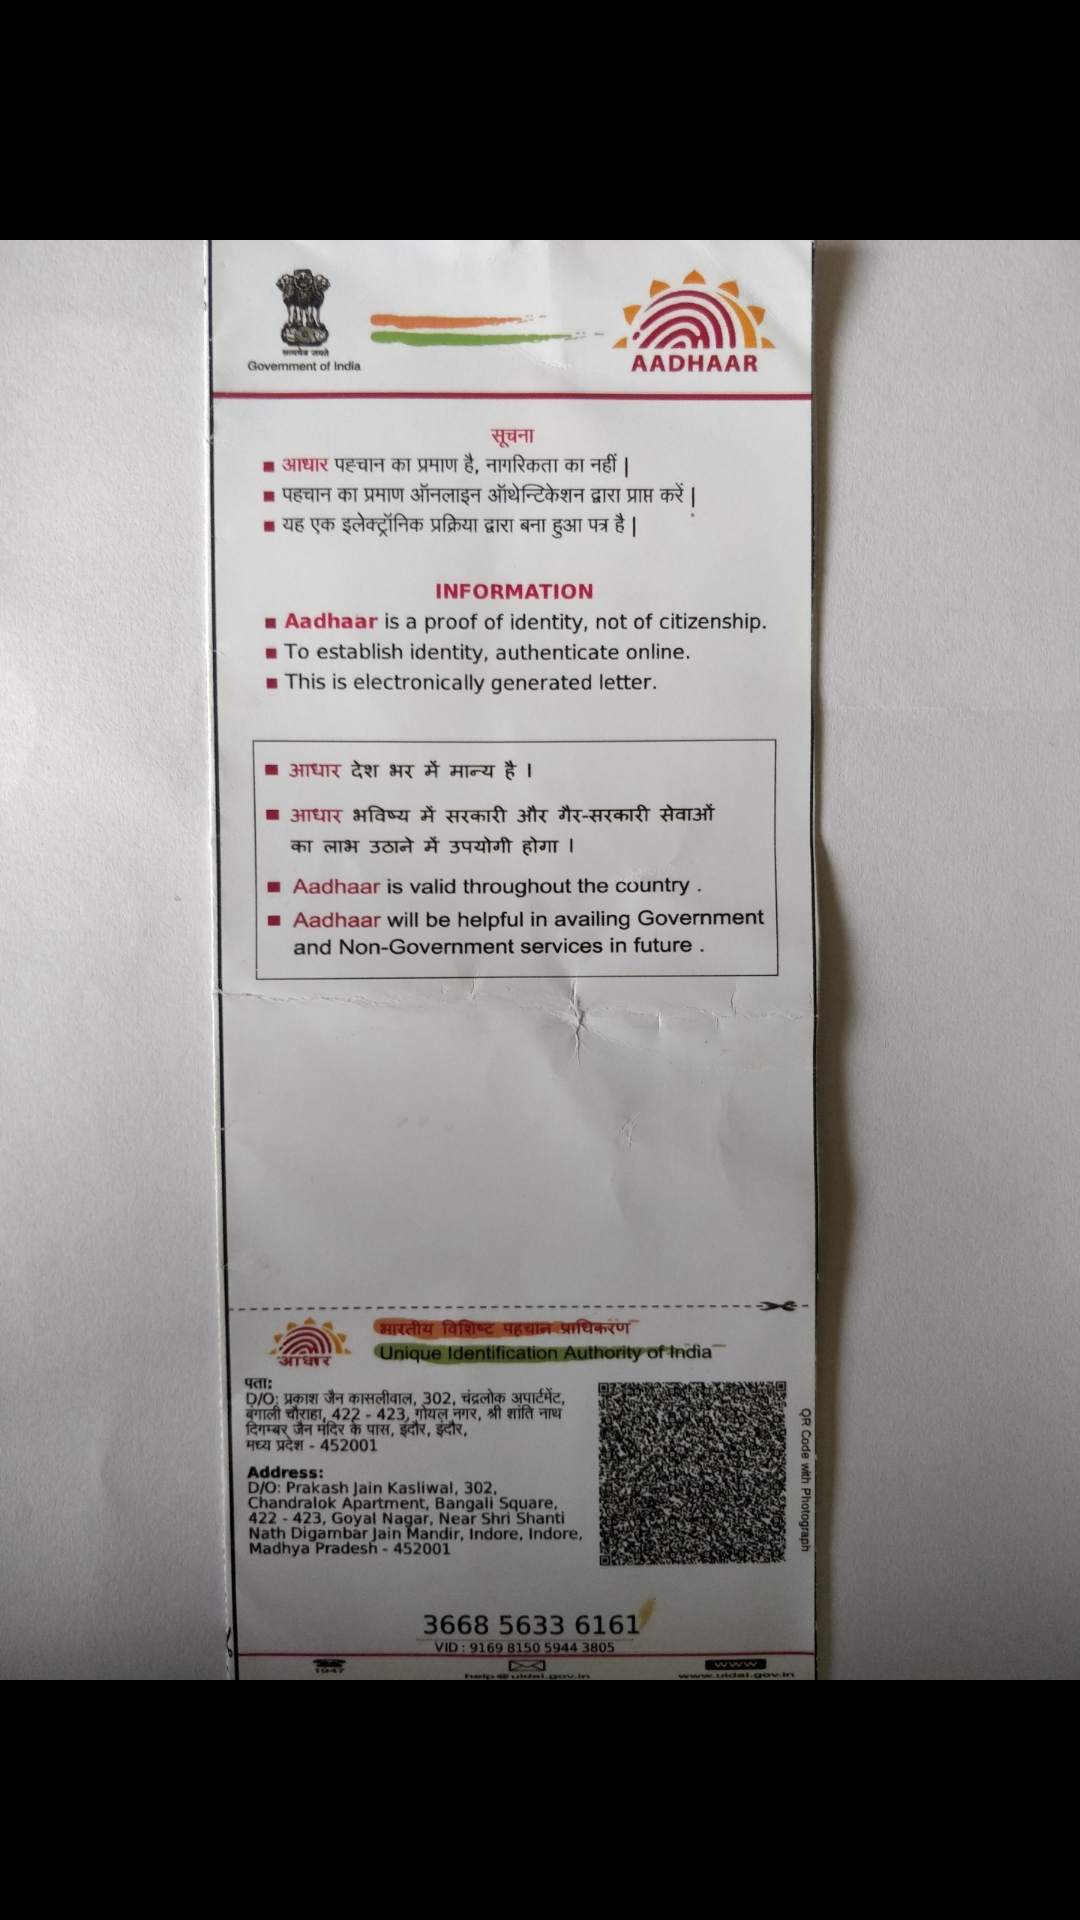 सत्यमेव जयते
Government of India
AADHAAR
सूचना
आधार पहचान का प्रमाण है, नागरिकता का नहीं |
पहचान का प्रमाण ऑनलाइन ऑथेन्टिकेशन द्वारा प्राप्त करें |
यह एक इलेक्ट्रॉनिक प्रक्रिया द्वारा बना हुआ पत्र है |
INFORMATION
Aadhaar is a proof of identity, not of citizenship.
To establish identity, authenticate online.
This is electronically generated letter.
आधार देश भर में मान्य है ।
आधार भविष्य में सरकारी और गैर-सरकारी सेवाओं
का लाभ उठाने में उपयोगी होगा ।
Aadhaar is valid throughout the country .
Aadhaar will be helpful in availing Government
and Non-Government services in future .
भारतीय विशिष्ट पहचान प्राधिकरण
Unique Identification Authority of India
आधार
पता:
D/O: प्रकाश जैन कासलीवाल, 302, चंद्रलोक अपार्टमेंट,
बंगाली चौराहा, 422 - 423, गोयल नगर, श्री शांति नाथ
दिगम्बर जैन मंदिर के पास, इंदौर, इंदौर,
मध्य प्रदेश - 452001
Address:
D/O: Prakash Jain Kasliwal, 302,
Chandralok Apartment, Bangali Square,
422 - 423, Goyal Nagar, Near Shri Shanti
Nath Digambar Jain Mandir, Indore, Indore,
Madhya Pradesh - 452001
QR Code with Photograph
3668 5633 6161
VID : 9169 8150 5944 3805
1947
help@uidai.gov.in
www
www.uidai.gov.in